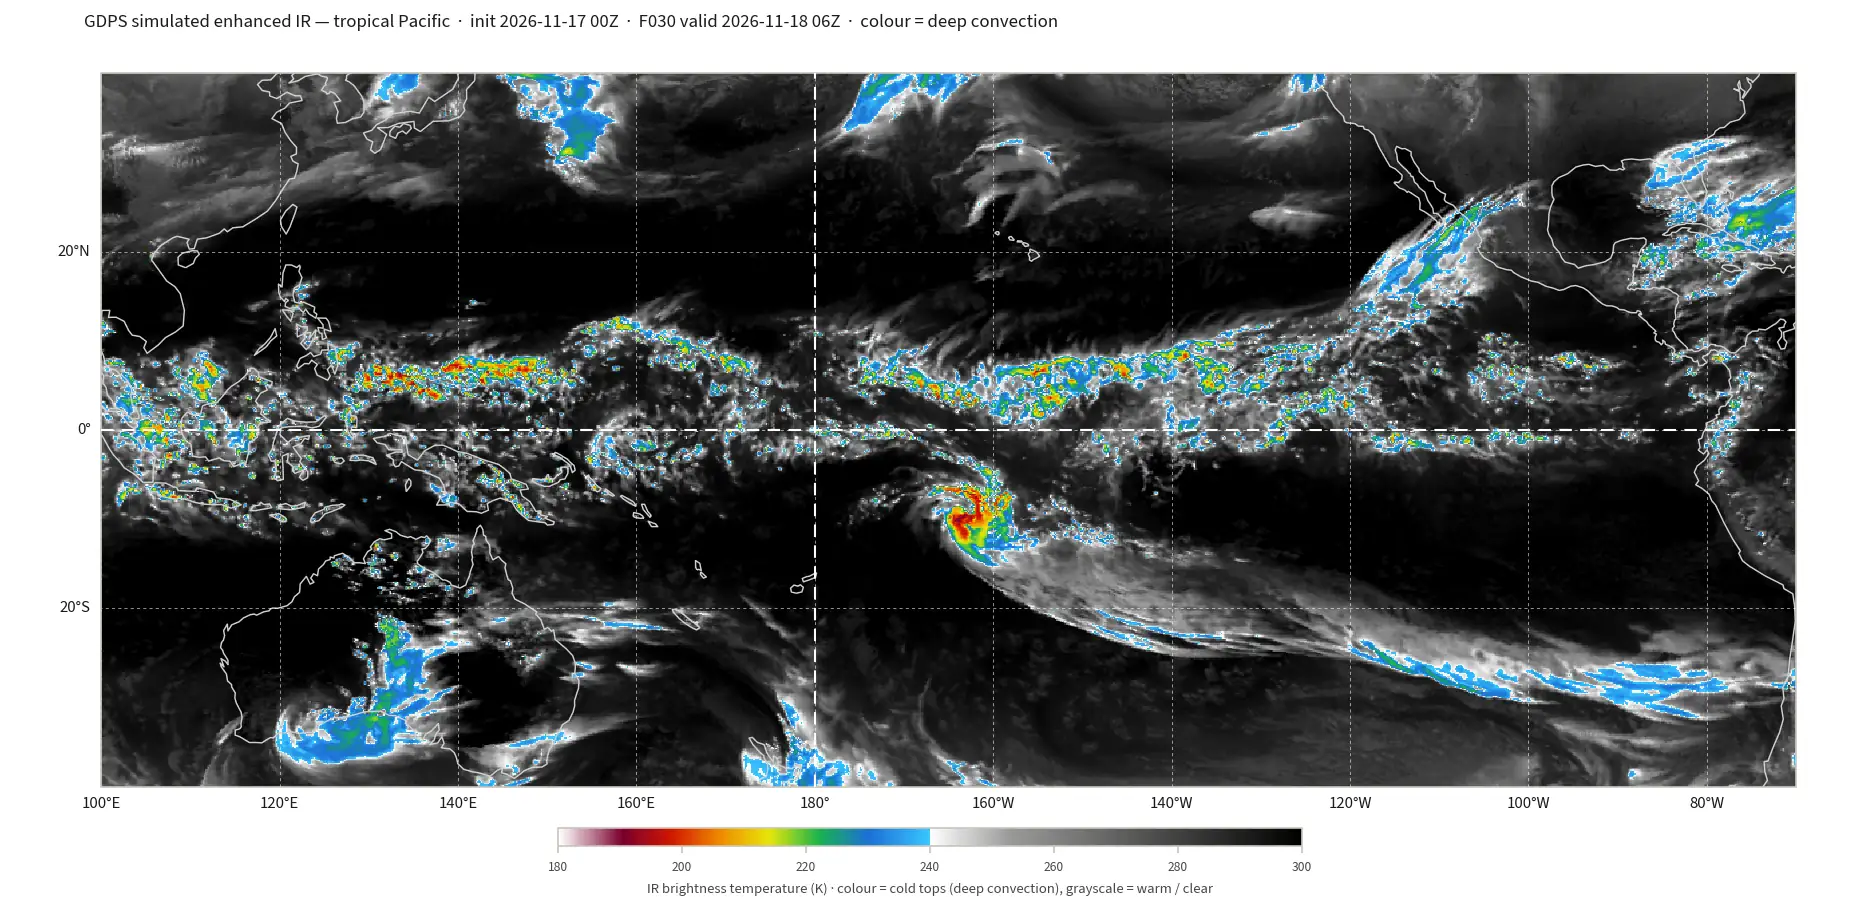 GDPS simulated enhanced IR — tropical Pacific · init 2026-11-17 00Z · F030 valid 2026-11-18 06Z · colour = deep convection
20°N
0°
20°S
100°E 120°E 140°E 160°E 180° 160°W 140°W 120°W 100°W 80°W
180 200 220 240 260 280 300
IR brightness temperature (K) · colour = cold tops (deep convection), grayscale = warm / clear